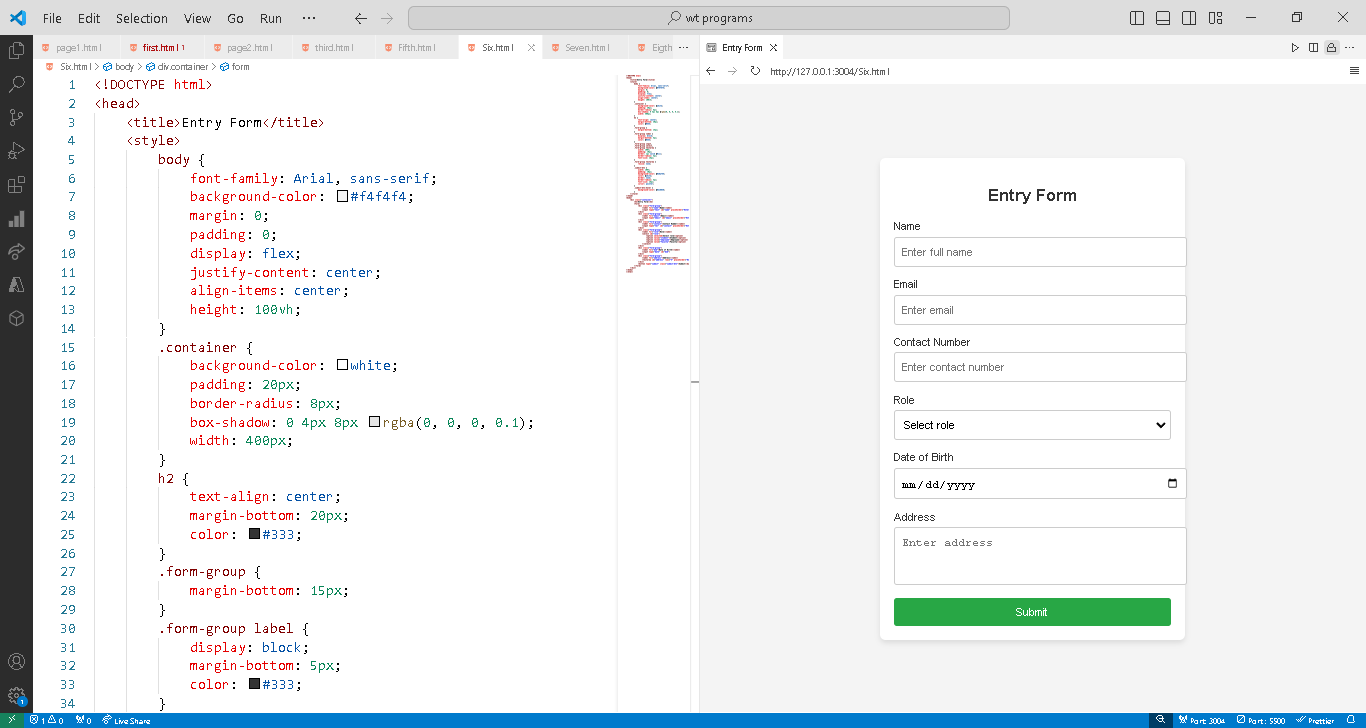 File Edit Selection View Go Run ··· wt programs
page1.html first.html 1 page2.html third.html Fifth.html Six.html Seven.html Eigth ···
Six.html > body > div.container > form
1 <!DOCTYPE html>
2 <head>
3 <title>Entry Form</title>
4 <style>
5 body {
6 font-family: Arial, sans-serif;
7 background-color: #f4f4f4;
8 margin: 0;
9 padding: 0;
10 display: flex;
11 justify-content: center;
12 align-items: center;
13 height: 100vh;
14 }
15 .container {
16 background-color: white;
17 padding: 20px;
18 border-radius: 8px;
19 box-shadow: 0 4px 8px rgba(0, 0, 0, 0.1);
20 width: 400px;
21 }
22 h2 {
23 text-align: center;
24 margin-bottom: 20px;
25 color: #333;
26 }
27 .form-group {
28 margin-bottom: 15px;
29 }
30 .form-group label {
31 display: block;
32 margin-bottom: 5px;
33 color: #333;
34 }
Entry Form
http://127.0.0.1:3004/Six.html
Entry Form
Name
Enter full name
Email
Enter email
Contact Number
Enter contact number
Role
Select role
Date of Birth
mm/dd/yyyy
Address
Enter address
Submit
1
1 0 0 Live Share Port: 3004 Port: 5500 Prettier